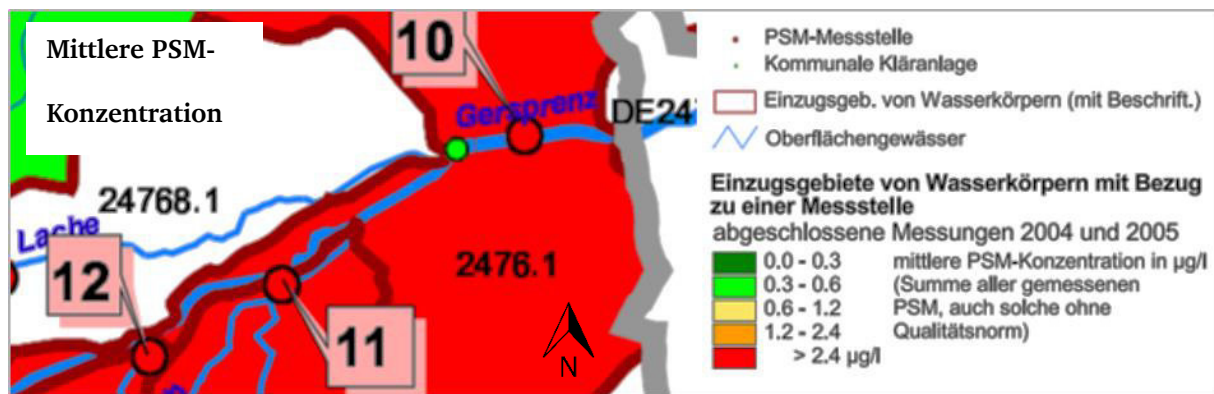 Mittlere PSM-
Konzentration
10
Gersprenz
DE24
24768.1
Lache
12
2476.1
11
N
PSM-Messstelle
Kommunale Kläranlage
Einzugsgeb. von Wasserkörpern (mit Beschrift.)
Oberflächengewässer
Einzugsgebiete von Wasserkörpern mit Bezug
zu einer Messstelle
abgeschlossene Messungen 2004 und 2005
0.0 - 0.3 mittlere PSM-Konzentration in µg/l
0.3 - 0.6 (Summe aller gemessenen
0.6 - 1.2 PSM, auch solche ohne
1.2 - 2.4 Qualitätsnorm)
> 2.4 µg/l